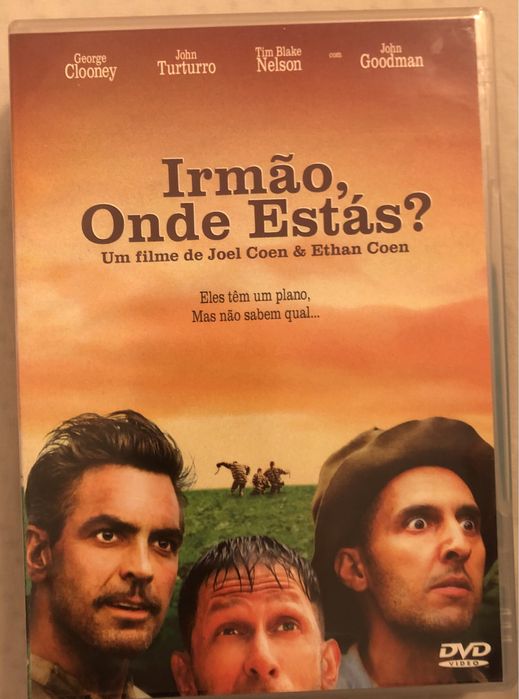 George Clooney
John Turturro
Tim Blake Nelson
com
John Goodman
Irmão,
Onde Estás?
Um filme de Joel Coen & Ethan Coen
Eles têm um plano,
Mas não sabem qual...
DVD
VIDEO